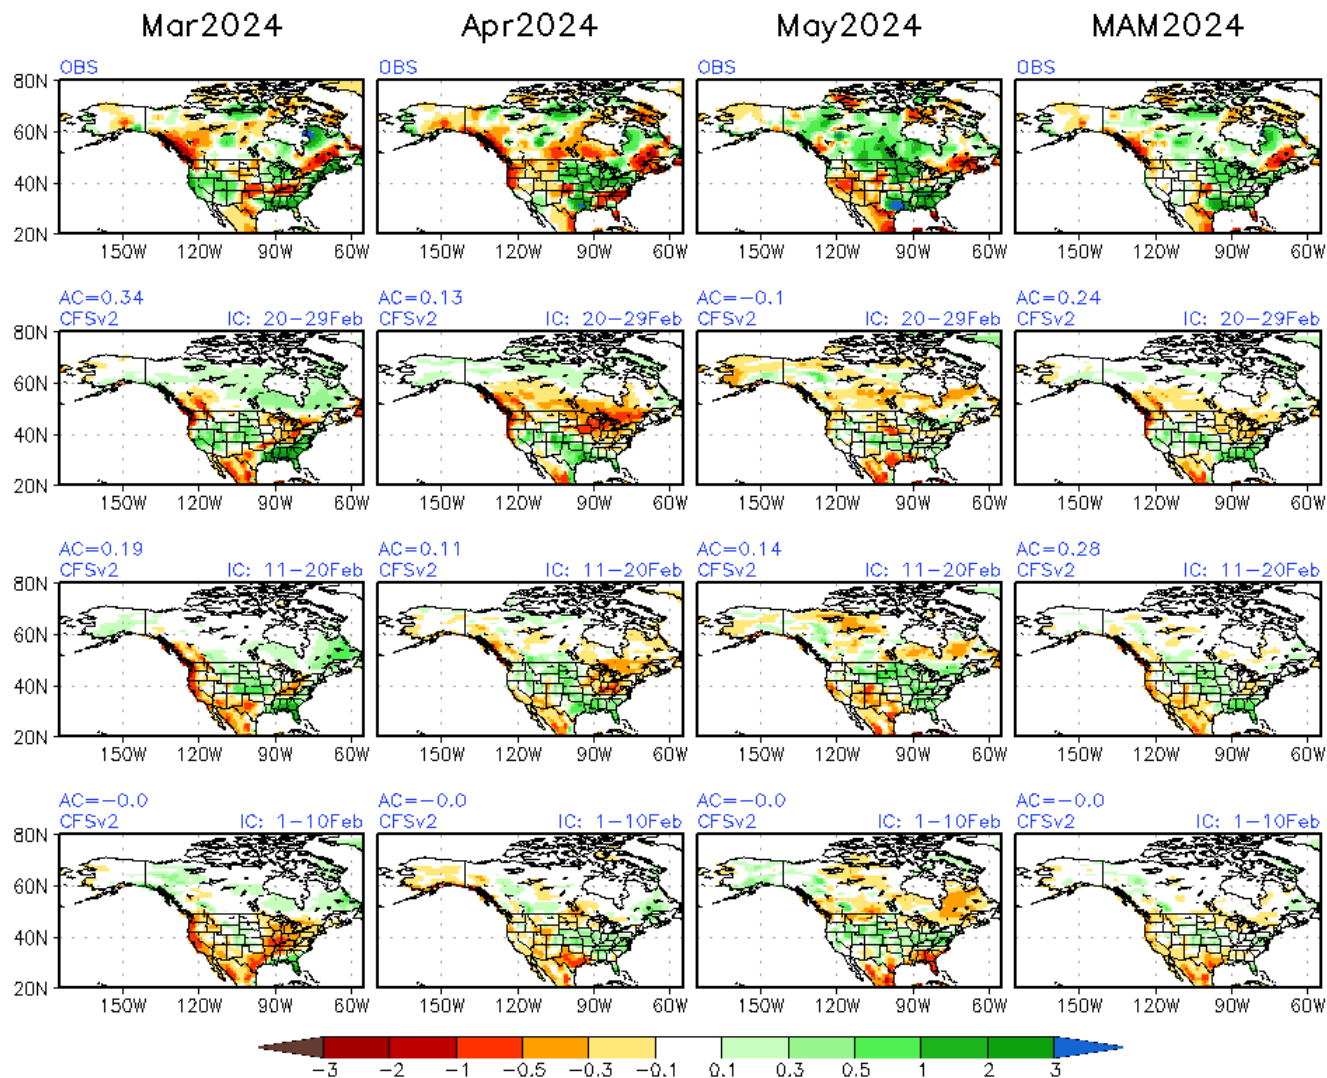 Mar2024 Apr2024 May2024 MAM2024
OBS OBS OBS OBS
80N
60N
40N
20N
150W 120W 90W 60W 150W 120W 90W 60W 150W 120W 90W 60W 150W 120W 90W 60W
AC=0.34 AC=0.13 AC=-0.1 AC=0.24
CFSv2 IC: 20-29Feb CFSv2 IC: 20-29Feb CFSv2 IC: 20-29Feb CFSv2 IC: 20-29Feb
80N
60N
40N
20N
150W 120W 90W 60W 150W 120W 90W 60W 150W 120W 90W 60W 150W 120W 90W 60W
AC=0.19 AC=0.11 AC=0.14 AC=0.28
CFSv2 IC: 11-20Feb CFSv2 IC: 11-20Feb CFSv2 IC: 11-20Feb CFSv2 IC: 11-20Feb
80N
60N
40N
20N
150W 120W 90W 60W 150W 120W 90W 60W 150W 120W 90W 60W 150W 120W 90W 60W
AC=-0.0 AC=-0.0 AC=-0.0 AC=-0.0
CFSv2 IC: 1-10Feb CFSv2 IC: 1-10Feb CFSv2 IC: 1-10Feb CFSv2 IC: 1-10Feb
80N
60N
40N
20N
150W 120W 90W 60W 150W 120W 90W 60W 150W 120W 90W 60W 150W 120W 90W 60W
-3 -2 -1 -0.5 -0.3 -0.1 0.1 0.3 0.5 1 2 3